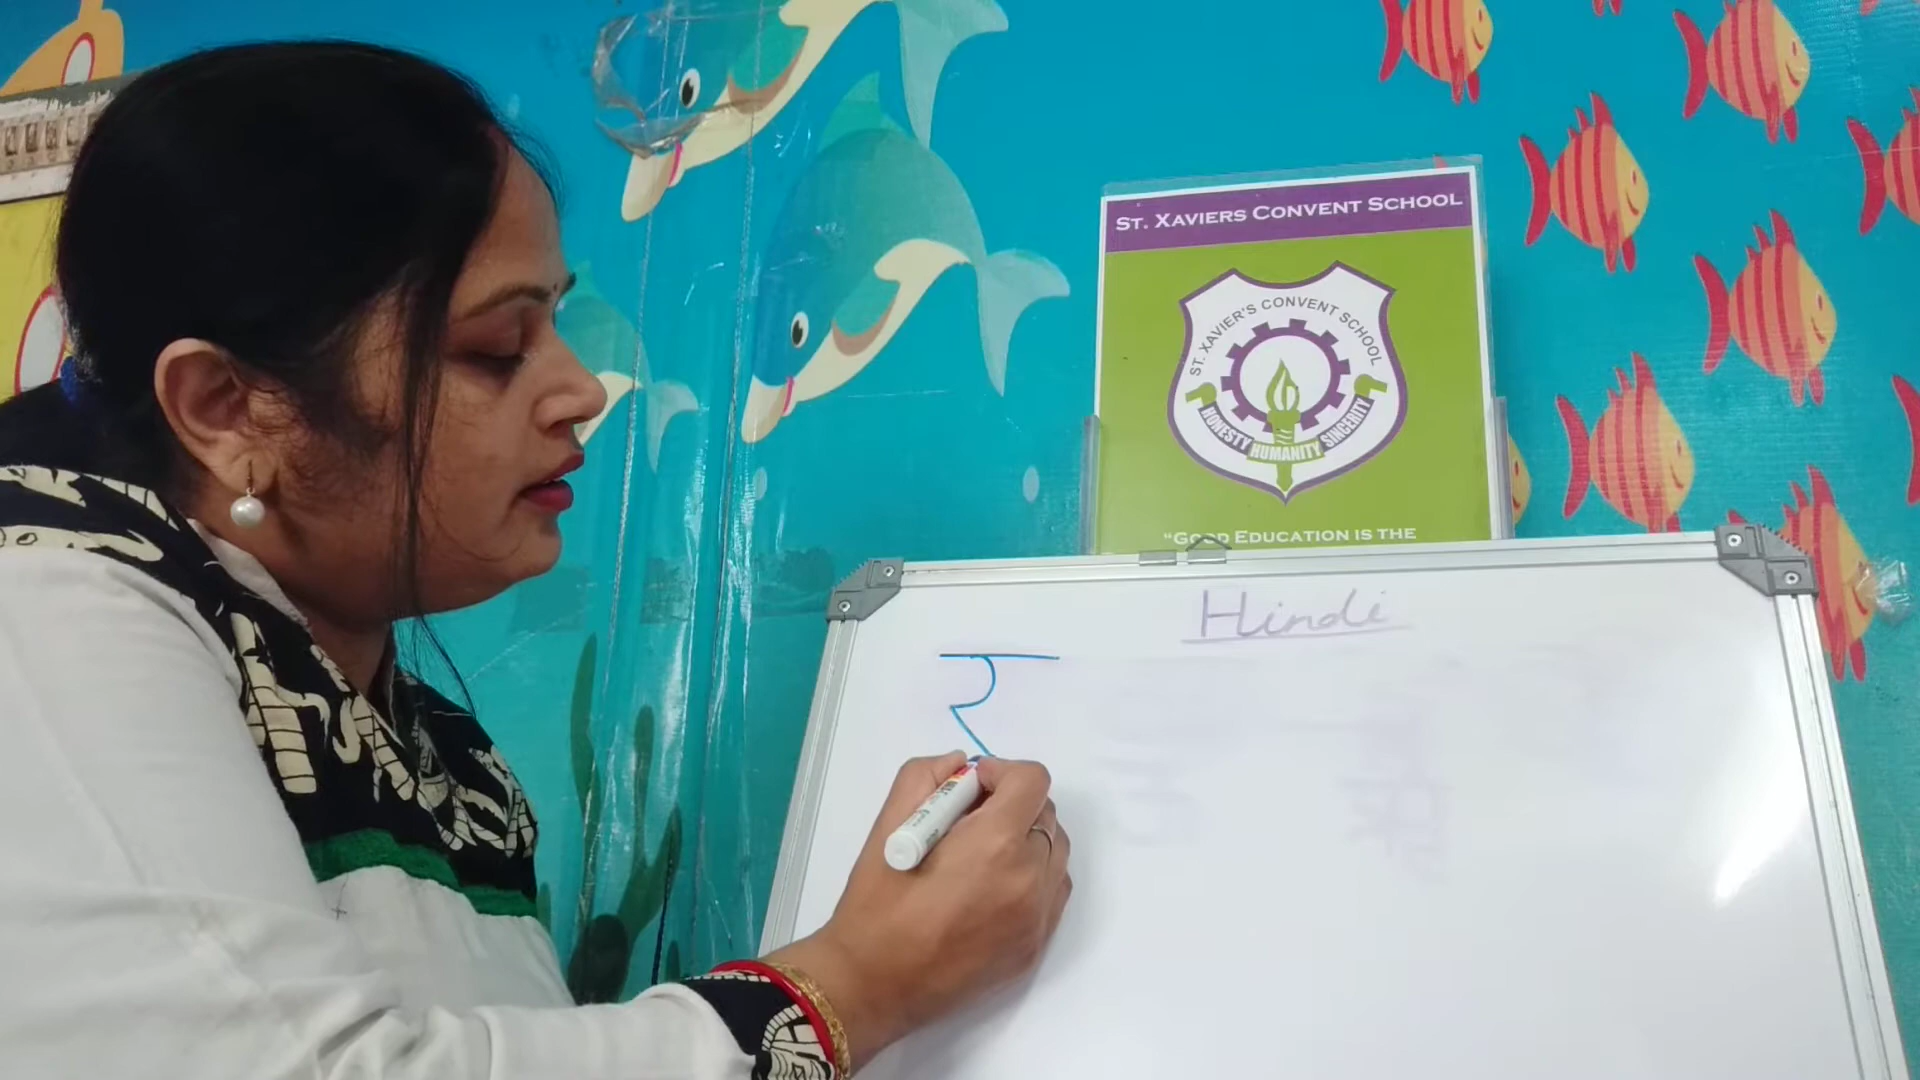 ST. XAVIERS CONVENT SCHOOL
ST. XAVIER'S CONVENT SCHOOL
HONESTY HUMANITY SINCERITY
"GOOD EDUCATION IS THE
Hindi
र